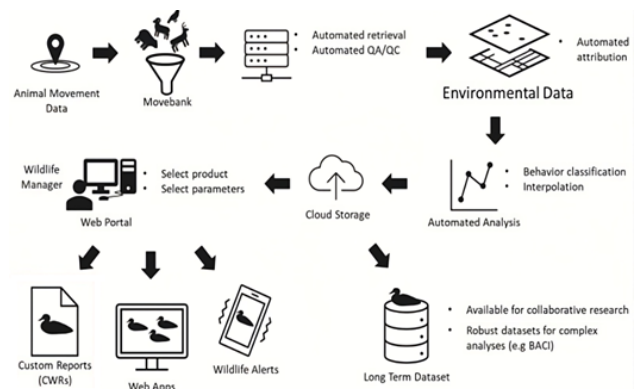 Automated retrieval
Automated QA/QC
Automated
attribution
Animal Movement
Data
Movebank
Environmental Data
Wildlife
Manager
Select product
Select parameters
Behavior classification
Interpolation
Web Portal
Cloud Storage
Automated Analysis
Available for collaborative research
Robust datasets for complex
analyses (e.g BACI)
Custom Reports
(CWRs)
Web Apps
Wildlife Alerts
Long Term Dataset